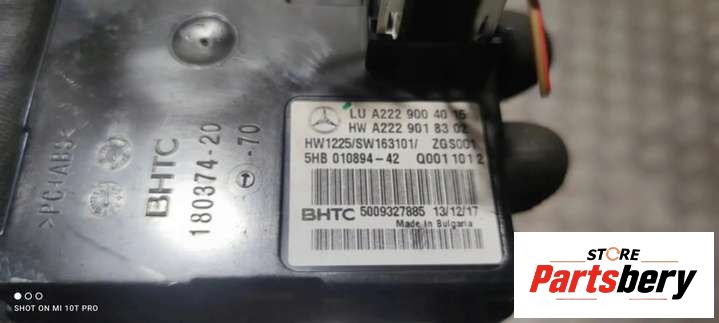 LU A222 900 40 15
HW A222 901 83 02
HW1225/SW163101/ ZGS001
5HB 010894-42 Q0011012
BHTC 5009327885 13/12/17
Made in Bulgaria
>PC+ABS<
BHTC
180374-20
-70
SHOT ON MI 10T PRO
STORE
Partsbery